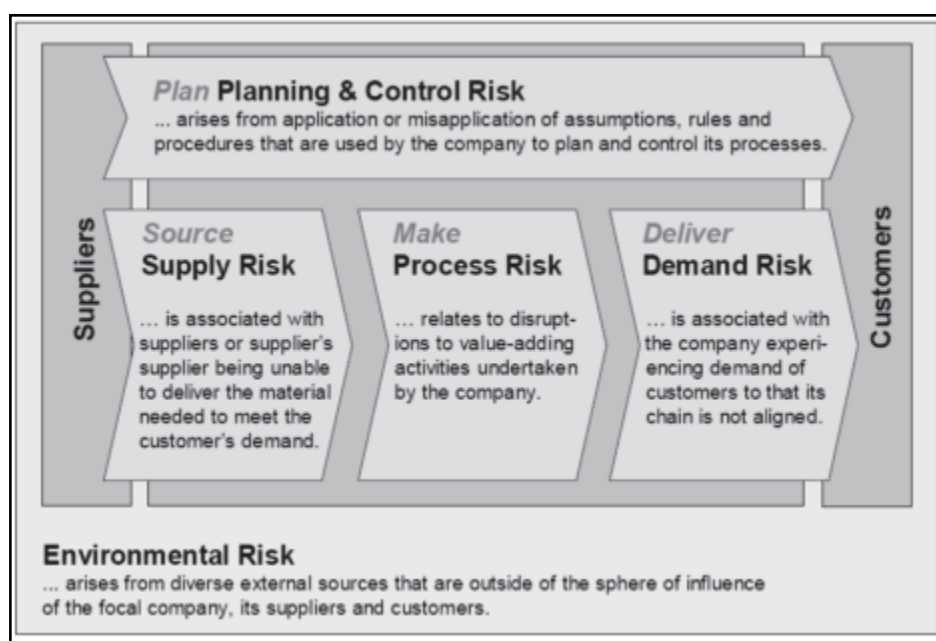 Plan Planning & Control Risk
... arises from application or misapplication of assumptions, rules and
procedures that are used by the company to plan and control its processes.
Suppliers
Source
Supply Risk
... is associated with
suppliers or supplier's
supplier being unable
to deliver the material
needed to meet the
customer's demand.
Make
Process Risk
... relates to disrupt-
ions to value-adding
activities undertaken
by the company.
Deliver
Demand Risk
... is associated with
the company experi-
encing demand of
customers to that its
chain is not aligned.
Customers
Environmental Risk
... arises from diverse external sources that are outside of the sphere of influence
of the focal company, its suppliers and customers.